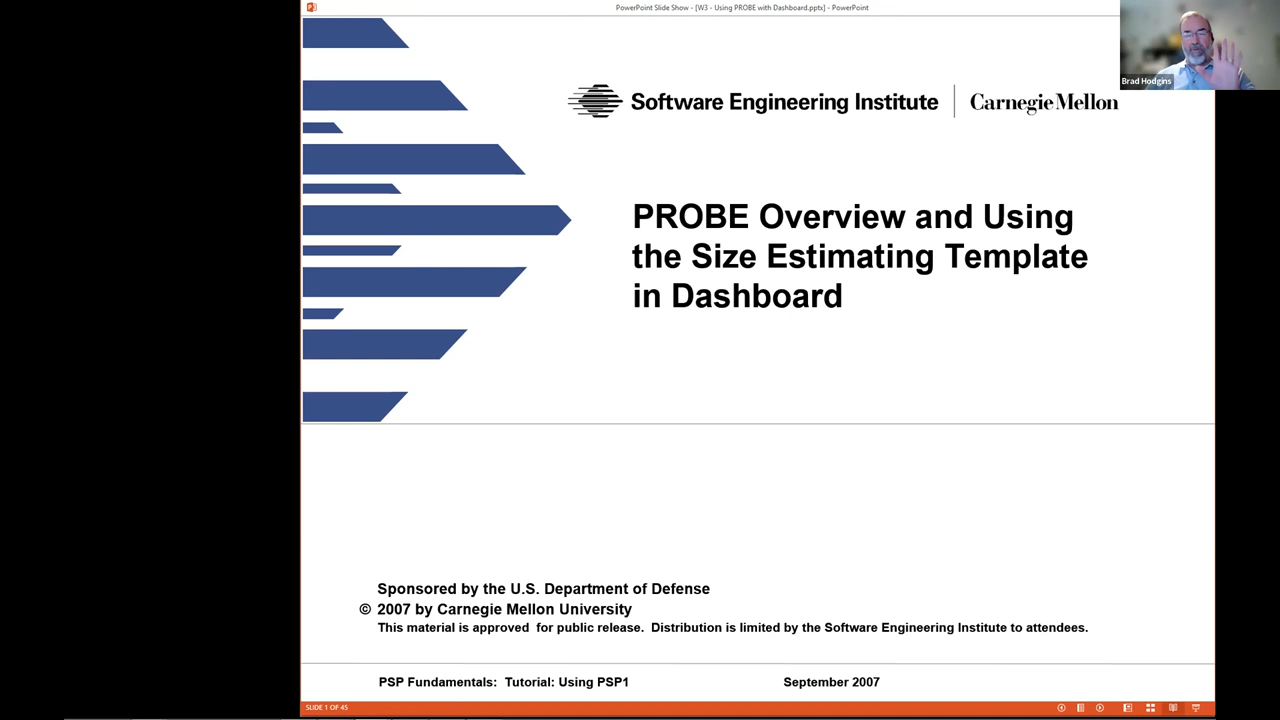 PowerPoint Slide Show - [W3 - Using PROBE with Dashboard.pptx] - PowerPoint
Brad Hodgins
Software Engineering Institute | Carnegie Mellon
PROBE Overview and Using
the Size Estimating Template
in Dashboard
Sponsored by the U.S. Department of Defense
© 2007 by Carnegie Mellon University
This material is approved for public release. Distribution is limited by the Software Engineering Institute to attendees.
PSP Fundamentals: Tutorial: Using PSP1 September 2007
SLIDE 1 OF 45